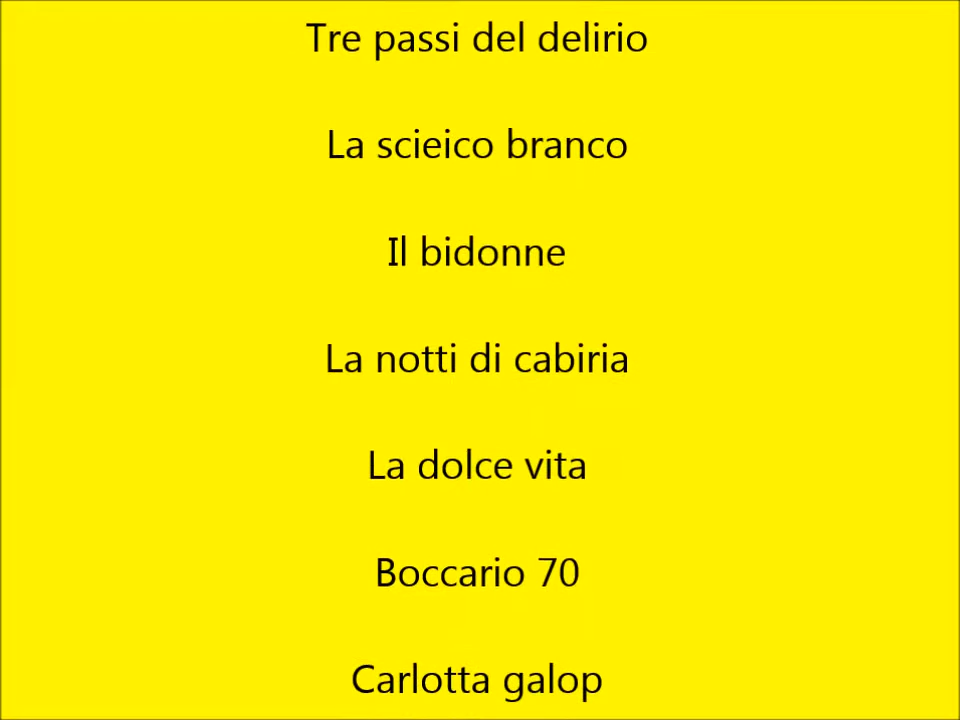 Tre passi del delirio
La scieico branco
Il bidonne
La notti di cabiria
La dolce vita
Boccario 70
Carlotta galop